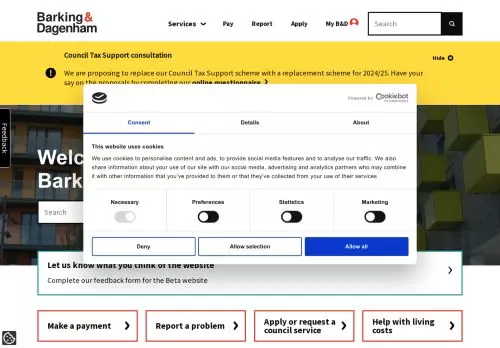 Barking &
Dagenham
Services
Pay
Report
Apply
My B&D
Search
Council Tax Support consultation
Hide
We are proposing to replace our Council Tax Support scheme with a replacement scheme for 2024/25. Have your
say on the proposals by completing our online questionnaire
Powered by Cookiebot
Consent
Details
About
This website uses cookies
We use cookies to personalise content and ads, to provide social media features and to analyse our traffic. We also
share information about your use of our site with our social media, advertising and analytics partners who may combine
it with other information that you've provided to them or that they've collected from your use of their services
Necessary
Preferences
Statistics
Marketing
Deny
Allow selection
Allow all
Feedback
Welc
Bark
Search
Let us know what you think of the website
Complete our feedback form for the Beta website
Make a payment
Report a problem
Apply or request a
council service
Help with living
costs